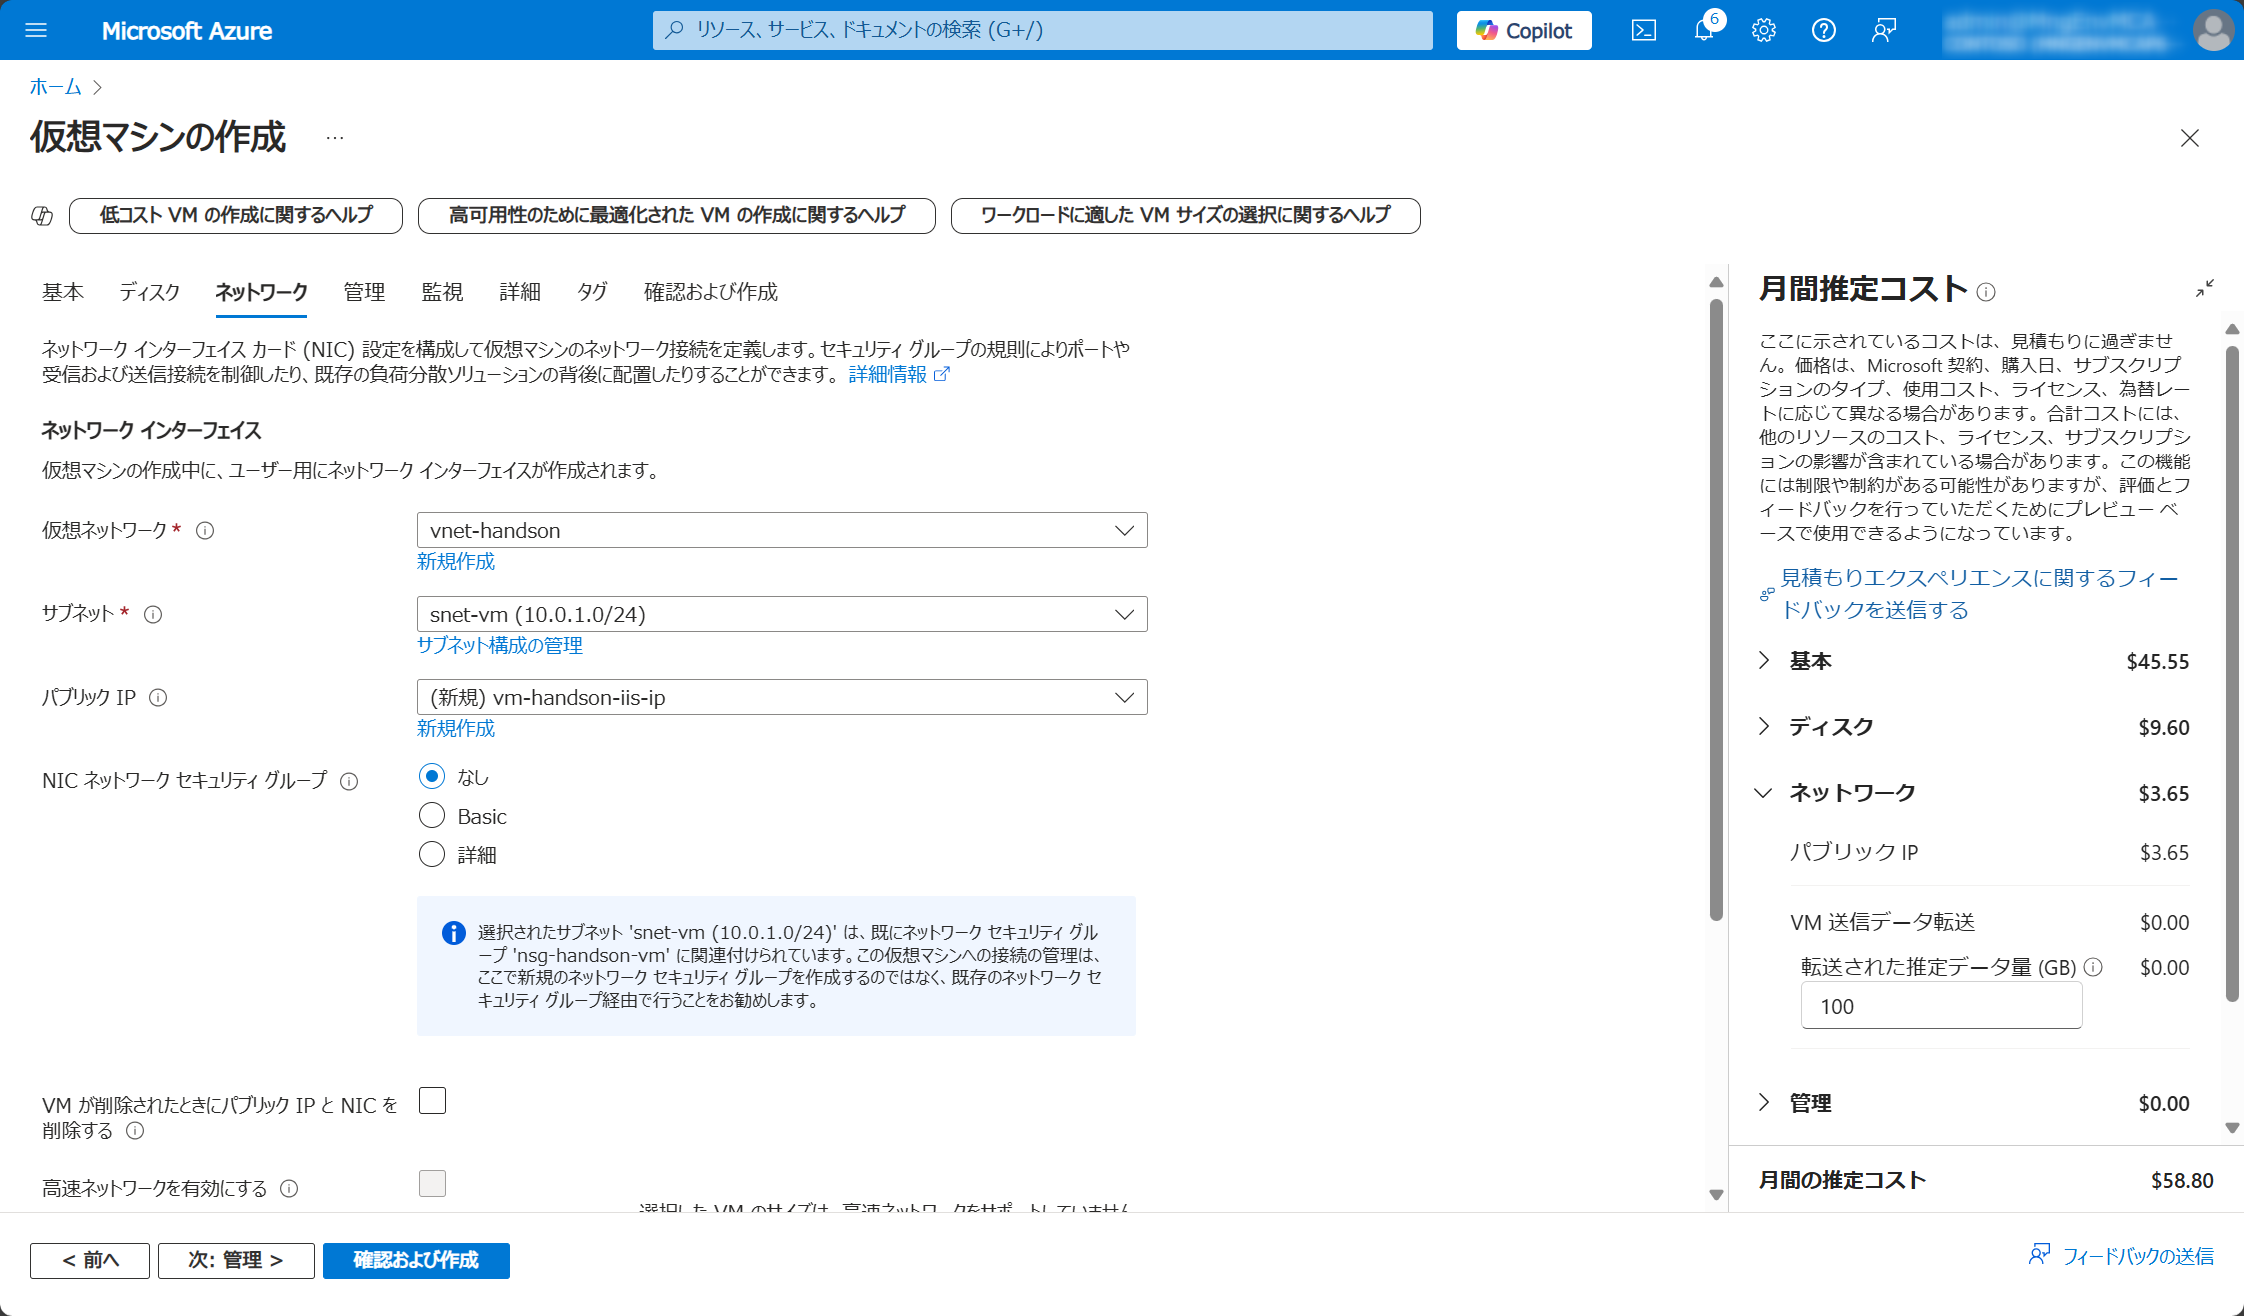 Microsoft Azure
リソース、サービス、ドキュメントの検索 (G+/)
Copilot
6
ホーム
仮想マシンの作成
…
低コスト VM の作成に関するヘルプ
高可用性のために最適化された VM の作成に関するヘルプ
ワークロードに適した VM サイズの選択に関するヘルプ
基本
ディスク
ネットワーク
管理
監視
詳細
タグ
確認および作成
ネットワーク インターフェイス カード (NIC) 設定を構成して仮想マシンのネットワーク接続を定義します。セキュリティ グループの規則によりポートや
受信および送信接続を制御したり、既存の負荷分散ソリューションの背後に配置したりすることができます。 詳細情報
ネットワーク インターフェイス
仮想マシンの作成中に、ユーザー用にネットワーク インターフェイスが作成されます。
仮想ネットワーク *
vnet-handson
新規作成
サブネット *
snet-vm (10.0.1.0/24)
サブネット構成の管理
パブリック IP
(新規) vm-handson-iis-ip
新規作成
NIC ネットワーク セキュリティ グループ
なし
Basic
詳細
選択されたサブネット 'snet-vm (10.0.1.0/24)' は、既にネットワーク セキュリティ グル
ープ 'nsg-handson-vm' に関連付けられています。この仮想マシンへの接続の管理は、
ここで新規のネットワーク セキュリティ グループを作成するのではなく、既存のネットワーク セ
キュリティ グループ経由で行うことをお勧めします。
VM が削除されたときにパブリック IP と NIC を
削除する
高速ネットワークを有効にする
選択した VM のサイズは、高速ネットワークをサポートしていません
< 前へ
次: 管理 >
確認および作成
月間推定コスト
ここに示されているコストは、見積もりに過ぎませ
ん。価格は、Microsoft 契約、購入日、サブスクリプ
ションのタイプ、使用コスト、ライセンス、為替レー
トに応じて異なる場合があります。合計コストには、
他のリソースのコスト、ライセンス、サブスクリプシ
ョンの影響が含まれている場合があります。この機能
には制限や制約がある可能性がありますが、評価とフ
ィードバックを行っていただくためにプレビュー ベ
ースで使用できるようになっています。
見積もりエクスペリエンスに関するフィー
ドバックを送信する
基本 $45.55
ディスク $9.60
ネットワーク $3.65
パブリック IP $3.65
VM 送信データ転送 $0.00
転送された推定データ量 (GB) $0.00
100
管理 $0.00
月間の推定コスト $58.80
フィードバックの送信